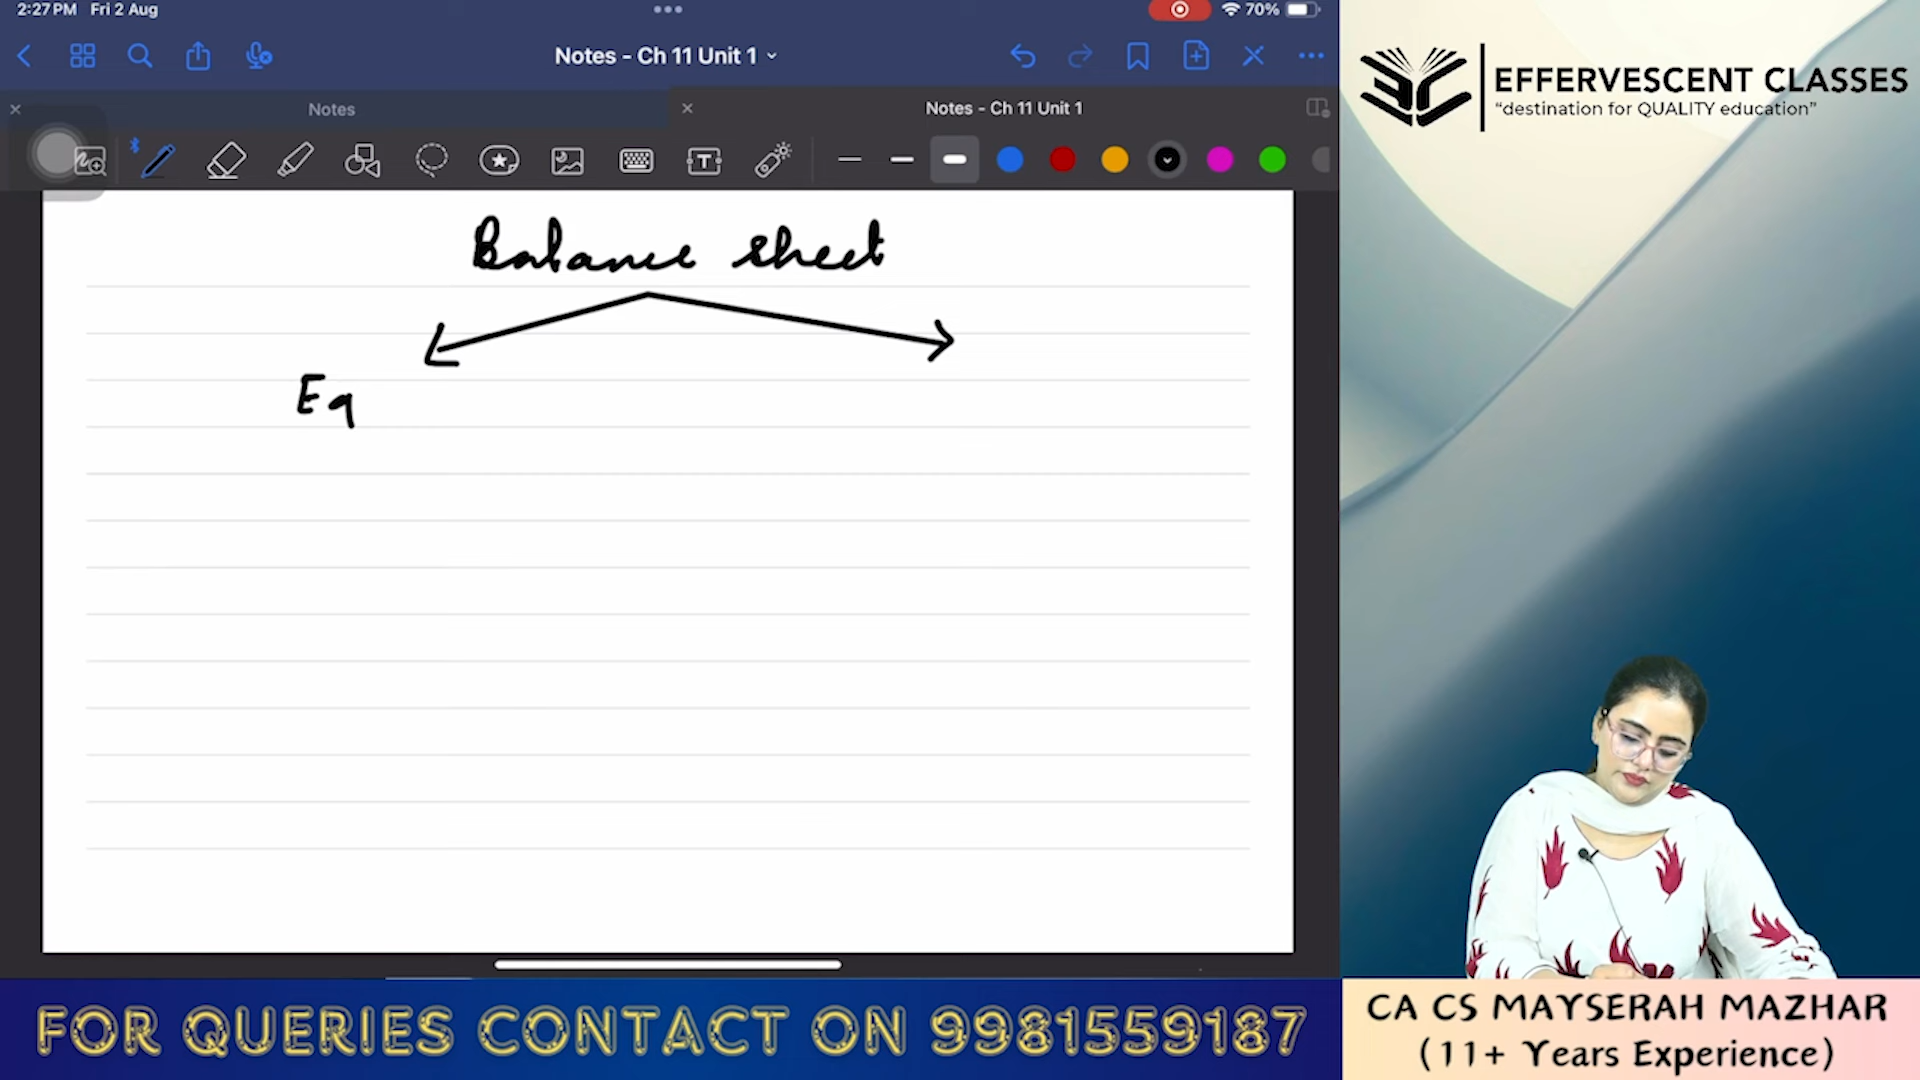 2:27 PM Fri 2 Aug
70%
Notes - Ch 11 Unit 1
Notes
Notes - Ch 11 Unit 1
T
Balance sheet
Eq
EFFERVESCENT CLASSES
“destination for QUALITY education”
FOR QUERIES CONTACT ON 9981559187
CA CS MAYSERAH MAZHAR
(11+ Years Experience)